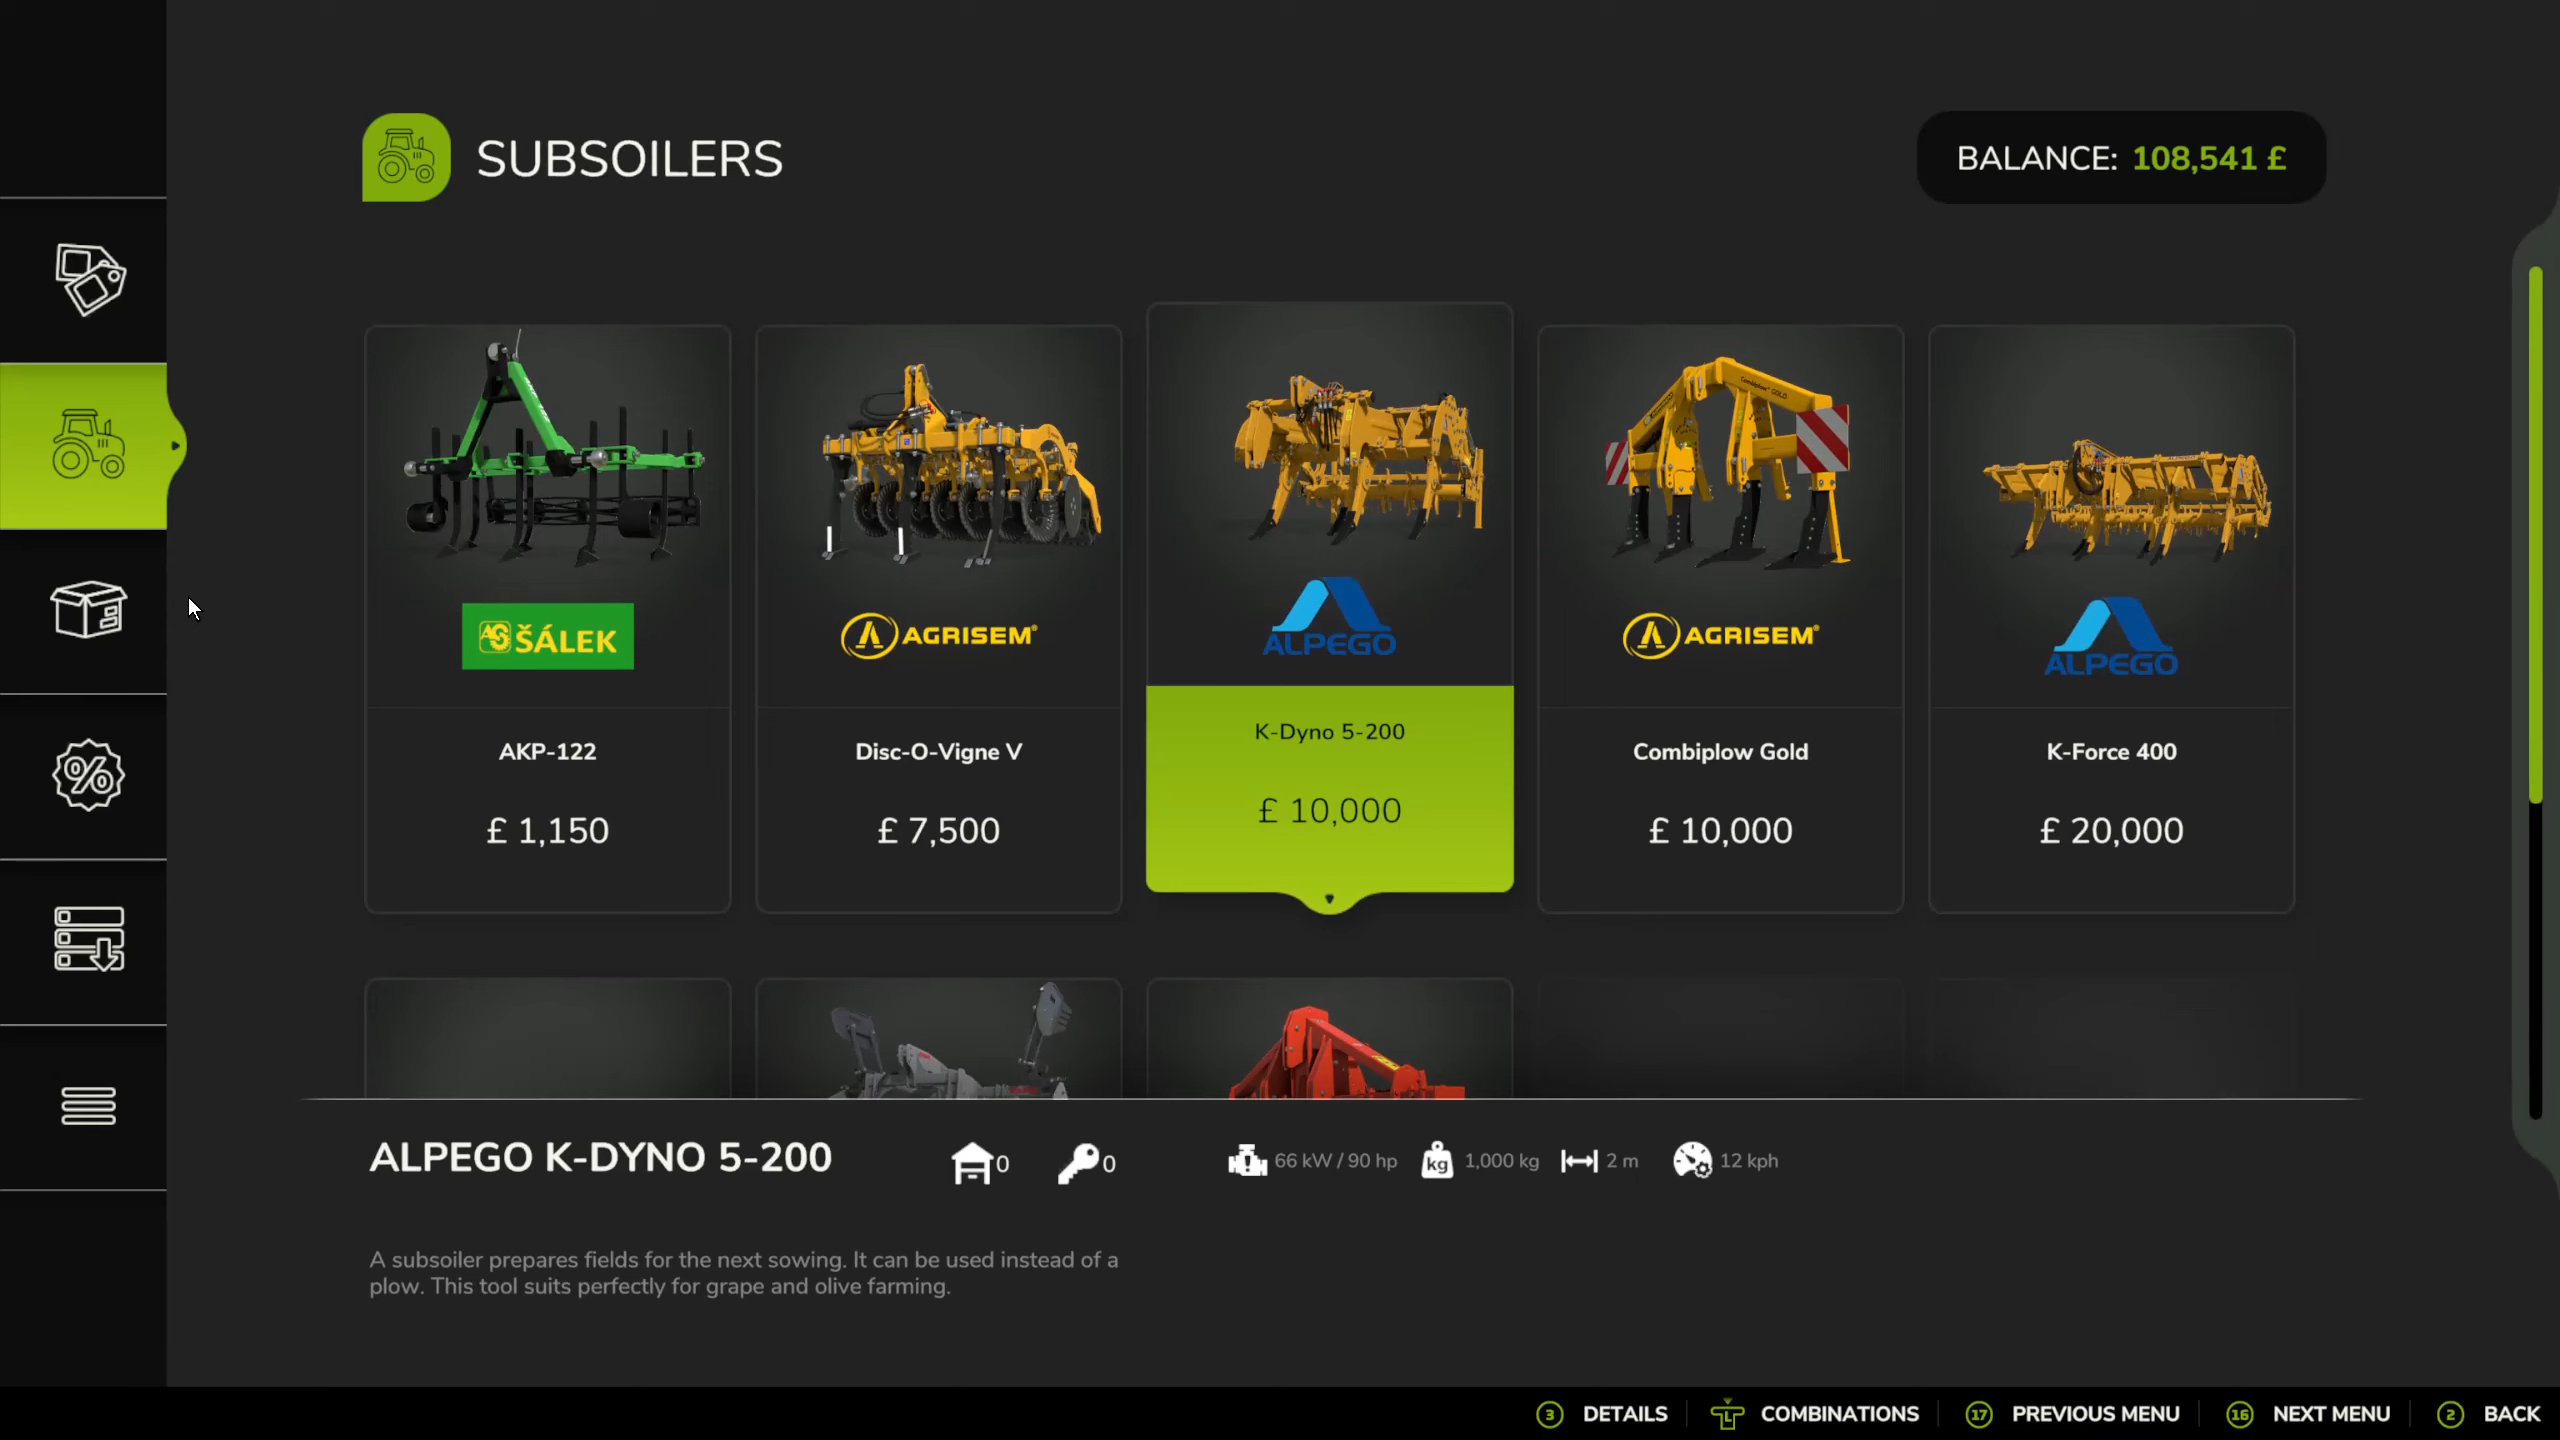 SUBSOILERS
BALANCE: 108,541 £
ŠÁLEK
AGRISEM®
ALPEGO
Combiplow® GOLD
AGRISEM®
ALPEGO
AKP-122
Disc-O-Vigne V
K-Dyno 5-200
Combiplow Gold
K-Force 400
£ 1,150
£ 7,500
£ 10,000
£ 10,000
£ 20,000
ALPEGO K-DYNO 5-200
0
0
66 kW / 90 hp
kg
1,000 kg
2 m
12 kph
A subsoiler prepares fields for the next sowing. It can be used instead of a
plow. This tool suits perfectly for grape and olive farming.
3 DETAILS
L COMBINATIONS
17 PREVIOUS MENU
16 NEXT MENU
2 BACK